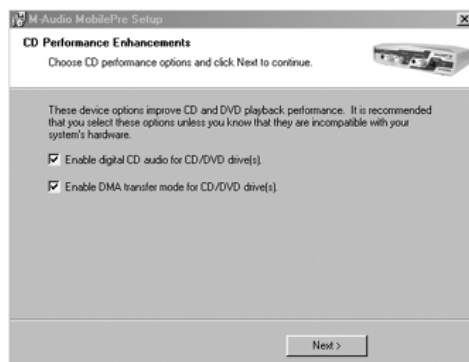 M-Audio MobilePre Setup
CD Performance Enhancements
Choose CD performance options and click Next to continue.
These device options improve CD and DVD playback performance. It is recommended
that you select these options unless you know that they are incompatible with your
system's hardware.
Enable digital CD audio for CD/DVD drive(s).
Enable DMA transfer mode for CD/DVD drive(s).
Next >